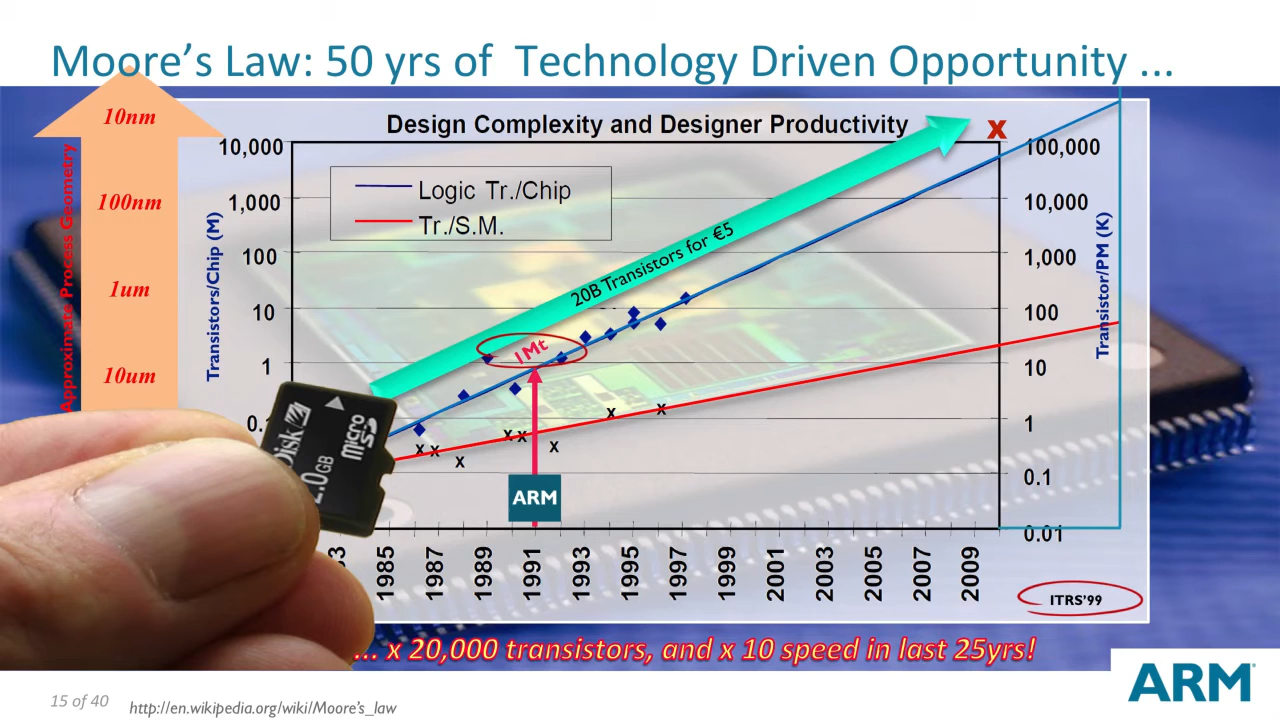 Moore's Law: 50 yrs of Technology Driven Opportunity ...
10nm
100nm
1um
10um
Approximate Process Geometry
Design Complexity and Designer Productivity
10,000
1,000
100
10
1
0.
Transistors/Chip (M)
Logic Tr./Chip
Tr./S.M.
20B Transistors for €5
1Mt
ARM
x
100,000
10,000
1,000
100
10
1
0.1
0.01
Transistor/PM (K)
1985
1987
1989
1991
1993
1995
1997
1999
2001
2003
2005
2007
2009
ITRS'99
Disk
2.0GB
micro
... x 20,000 transistors, and x 10 speed in last 25yrs!
ARM
15 of 40
http://en.wikipedia.org/wiki/Moore's_law